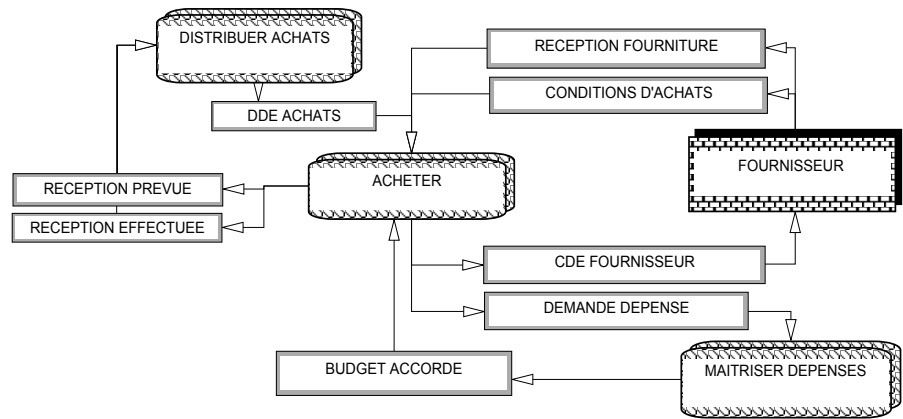 DISTRIBUER ACHATS
RECEPTION FOURNITURE
CONDITIONS D'ACHATS
DDE ACHATS
FOURNISSEUR
ACHETER
RECEPTION PREVUE
RECEPTION EFFECTUEE
CDE FOURNISSEUR
DEMANDE DEPENSE
BUDGET ACCORDE
MAITRISER DEPENSES